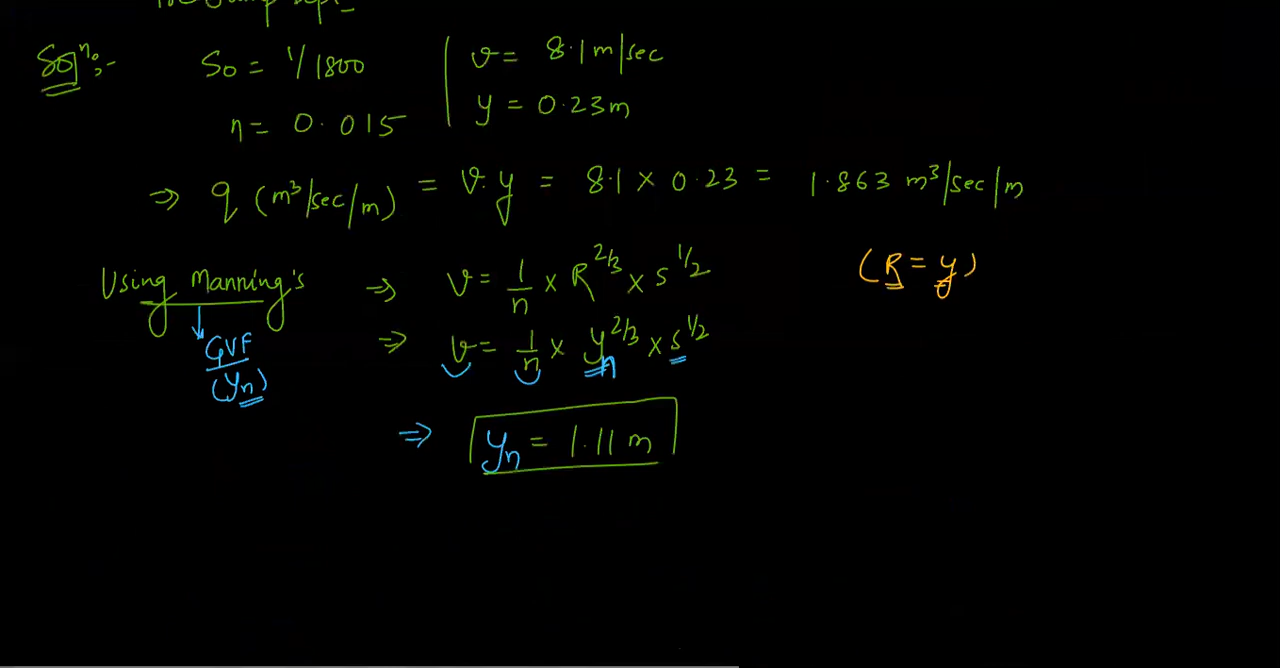 Solⁿ:-
S₀ = 1/1800
v = 8.1 m/sec
n = 0.015
y = 0.23m
⇒ q (m³/sec/m) = v.y = 8.1 × 0.23 = 1.863 m³/sec/m
Using Manning's ⇒ v = 1/n × R^2/3 × S^1/2 (R = y)
⇒ v = 1/n × yₙ^2/3 × S^1/2
GVF
(yₙ)
⇒ yₙ = 1.11 m